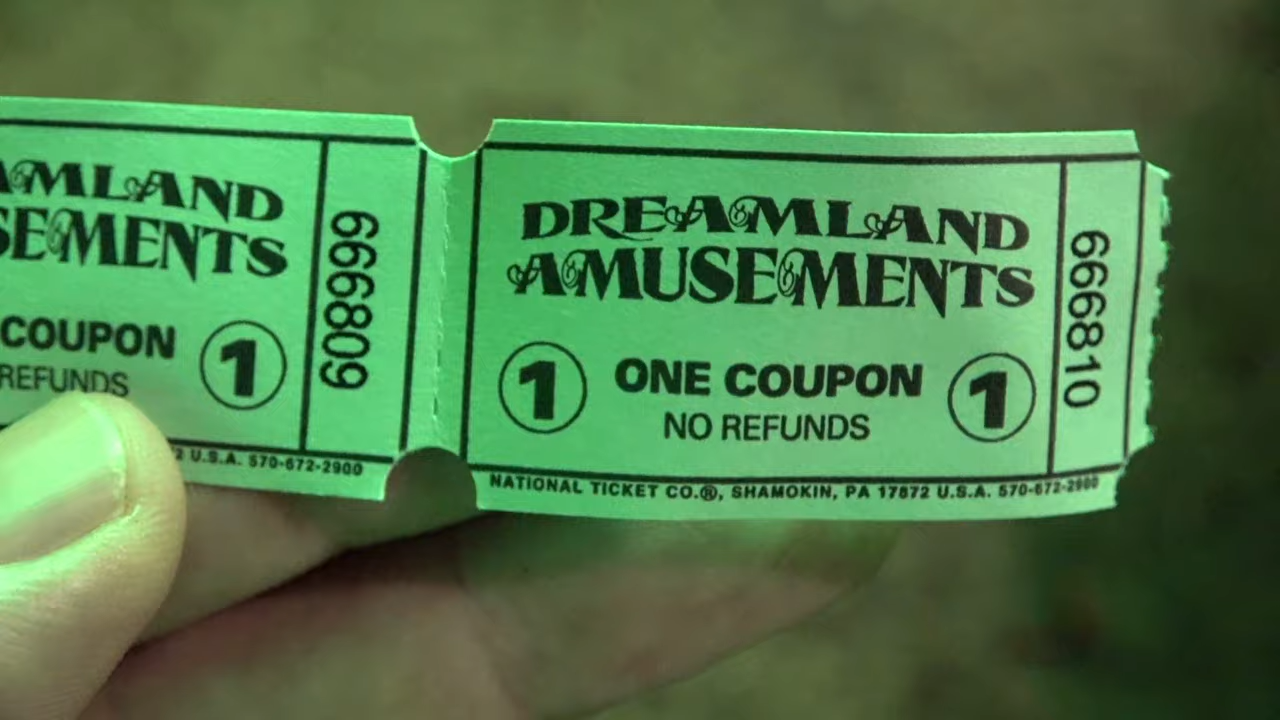 AMLAND
SEMENTS
COUPON 1
REFUNDS
666809
2 U.S.A. 570-672-2900
DREAMLAND
AMUSEMENTS
1 ONE COUPON 1
NO REFUNDS
666810
NATIONAL TICKET CO.®, SHAMOKIN, PA 17872 U.S.A. 570-672-2900